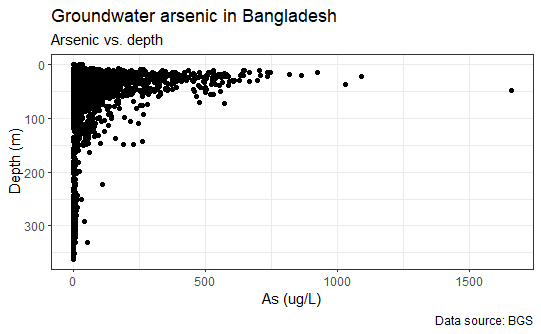 Groundwater arsenic in Bangladesh
Arsenic vs. depth
0
100
200
300
Depth (m)
0 500 1000 1500
As (ug/L)
Data source: BGS